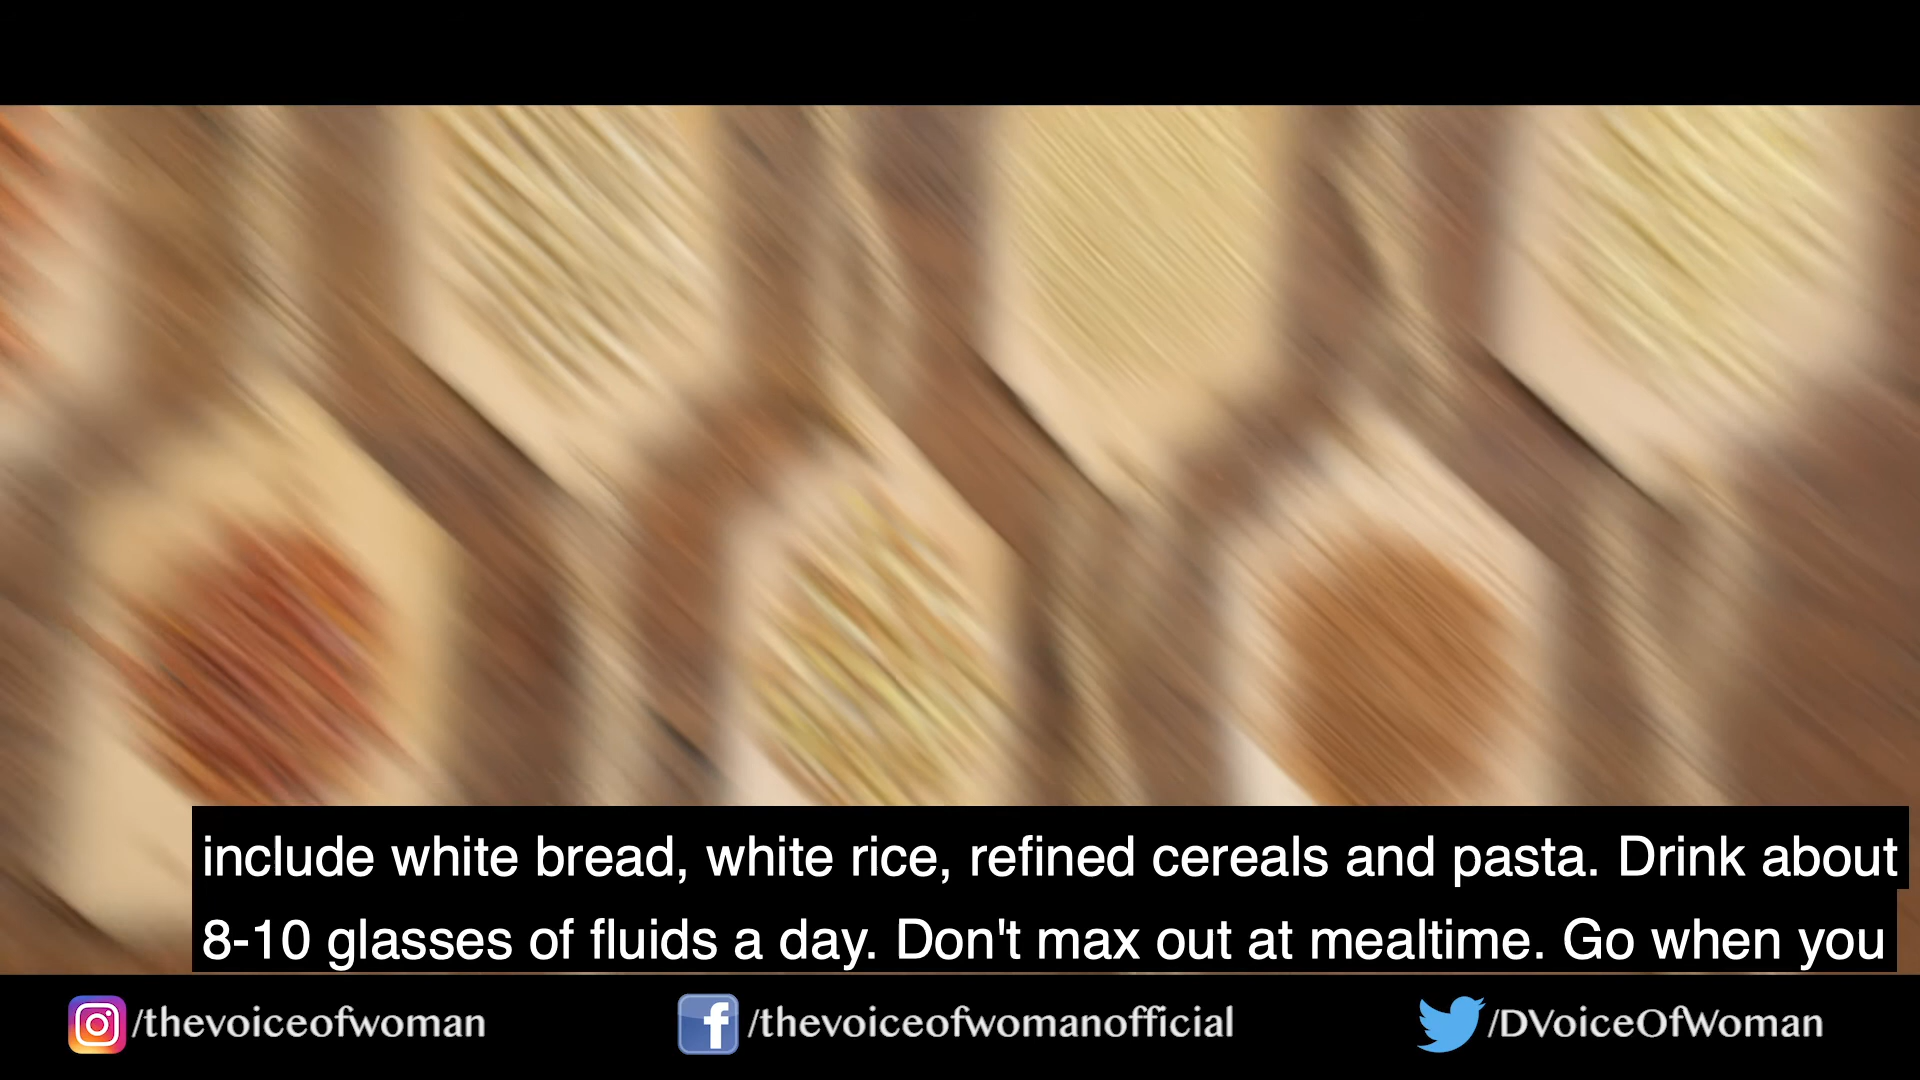 include white bread, white rice, refined cereals and pasta. Drink about
8-10 glasses of fluids a day. Don't max out at mealtime. Go when you
/thevoiceofwoman
/thevoiceofwomanofficial
/DVoiceOfWoman